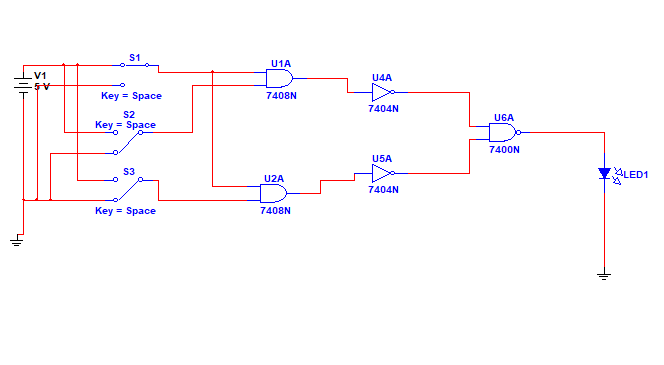 V1
5 V
S1
Key = Space
S2
Key = Space
S3
Key = Space
U1A
7408N
U2A
7408N
U4A
7404N
U5A
7404N
U6A
7400N
LED1